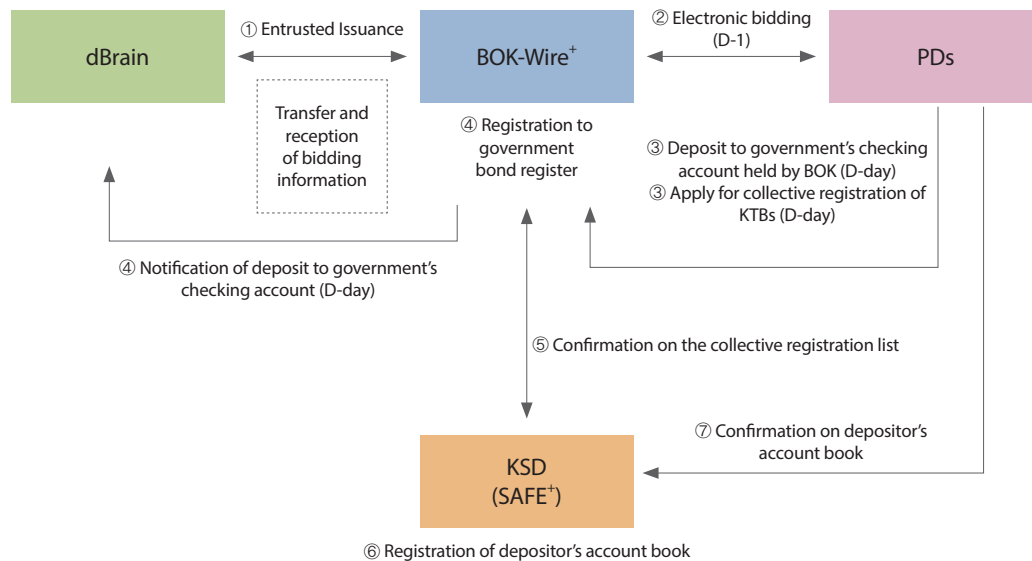 ① Entrusted Issuance
② Electronic bidding
(D-1)
dBrain
BOK-Wire⁺
PDs
Transfer and
reception
of bidding
information
④ Registration to
government
bond register
③ Deposit to government's checking
account held by BOK (D-day)
③ Apply for collective registration of
KTBs (D-day)
④ Notification of deposit to government's
checking account (D-day)
⑤ Confirmation on the collective registration list
⑦ Confirmation on depositor's
account book
KSD
(SAFE⁺)
⑥ Registration of depositor's account book